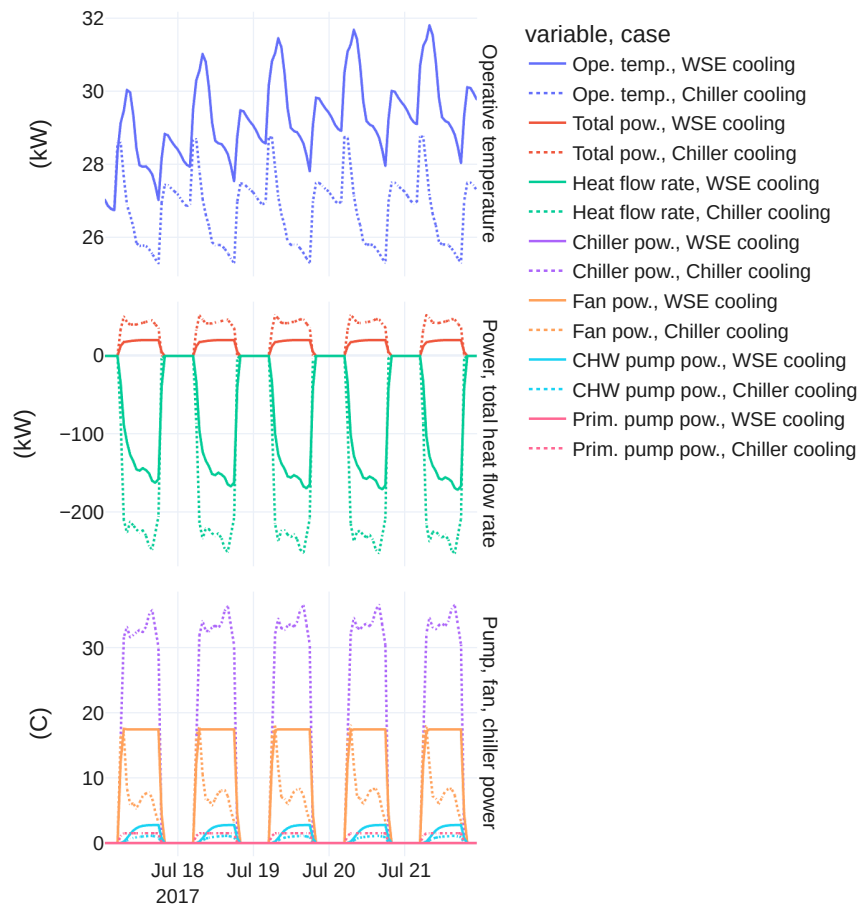 32
30
28
26
(kW)
Operative temperature
0
−100
−200
(kW)
Power, total heat flow rate
30
20
10
0
(C)
Pump, fan, chiller power
Jul 18
2017
Jul 19
Jul 20
Jul 21
variable, case
Ope. temp., WSE cooling
Ope. temp., Chiller cooling
Total pow., WSE cooling
Total pow., Chiller cooling
Heat flow rate, WSE cooling
Heat flow rate, Chiller cooling
Chiller pow., WSE cooling
Chiller pow., Chiller cooling
Fan pow., WSE cooling
Fan pow., Chiller cooling
CHW pump pow., WSE cooling
CHW pump pow., Chiller cooling
Prim. pump pow., WSE cooling
Prim. pump pow., Chiller cooling